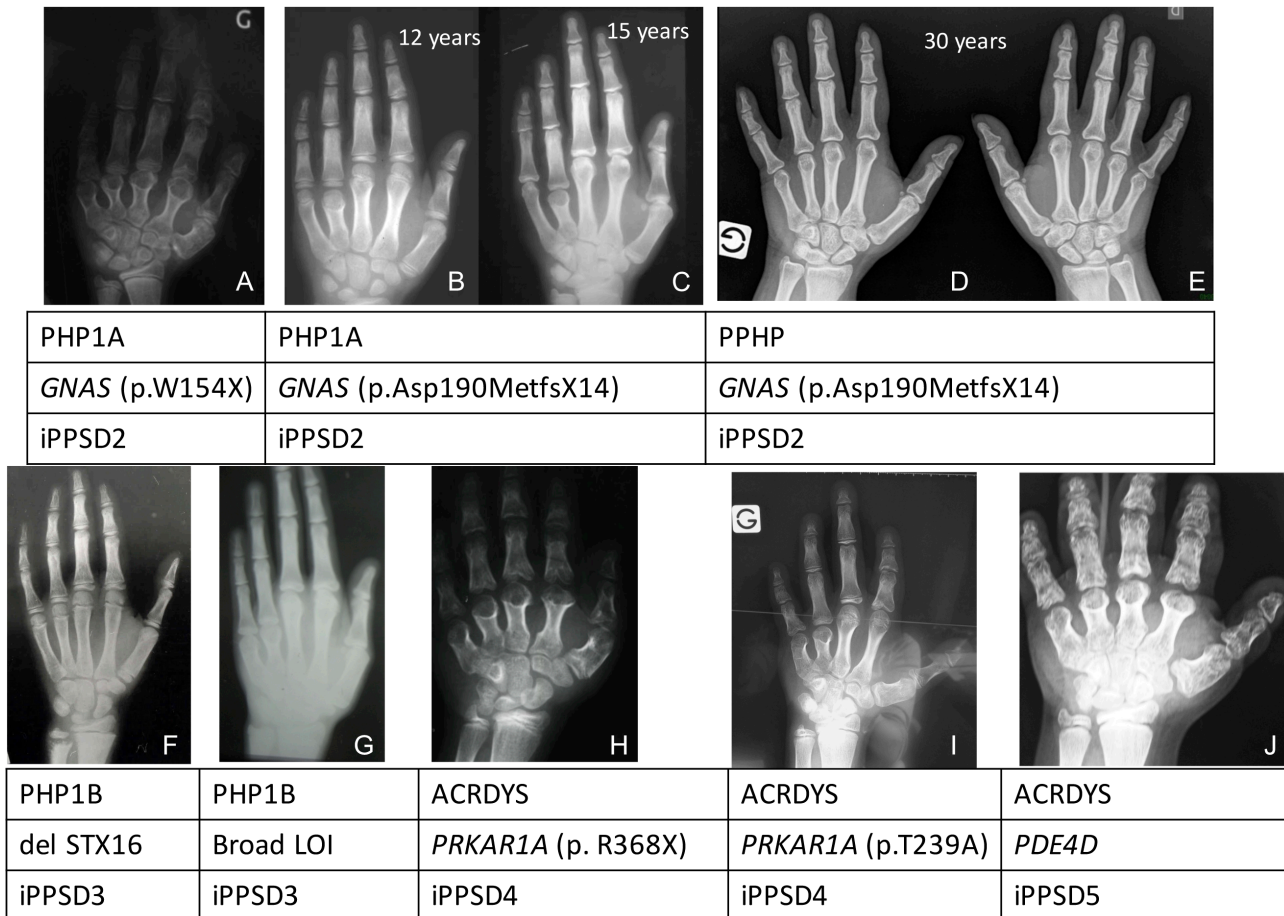 G
12 years
15 years
30 years
A
B
C
D
E
G
PHP1A
PHP1A
PPHP
GNAS (p.W154X)
GNAS (p.Asp190MetfsX14)
GNAS (p.Asp190MetfsX14)
iPPSD2
iPPSD2
iPPSD2
G
F
G
H
I
J
PHP1B
PHP1B
ACRDYS
ACRDYS
ACRDYS
del STX16
Broad LOI
PRKAR1A (p. R368X)
PRKAR1A (p.T239A)
PDE4D
iPPSD3
iPPSD3
iPPSD4
iPPSD4
iPPSD5